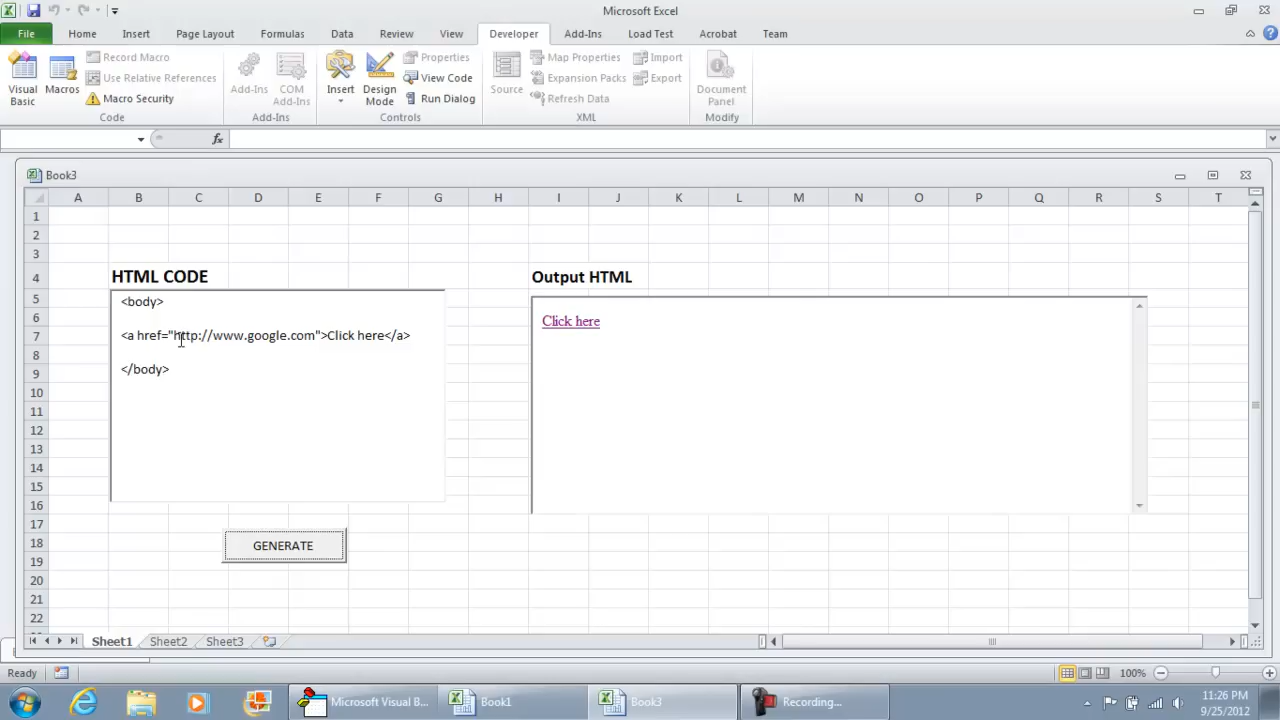 Microsoft Excel
File Home Insert Page Layout Formulas Data Review View Developer Add-Ins Load Test Acrobat Team
Visual Basic
Macros
Record Macro
Use Relative References
Macro Security
Code
Add-Ins
COM Add-Ins
Add-Ins
Insert
Design Mode
Properties
View Code
Run Dialog
Controls
Source
Map Properties
Expansion Packs
Refresh Data
Import
Export
XML
Document Panel
Modify
fx
Book3
A B C D E F G H I J K L M N O P Q R S T
1
2
3
4 HTML CODE Output HTML
5 <body>
6 Click here
7 <a href="http://www.google.com">Click here</a>
8
9 </body>
10
11
12
13
14
15
16
17
18 GENERATE
19
20
21
22
Sheet1 Sheet2 Sheet3
Ready 100%
Microsoft Visual B... Book1 Book3 Recording...
11:26 PM
9/25/2012